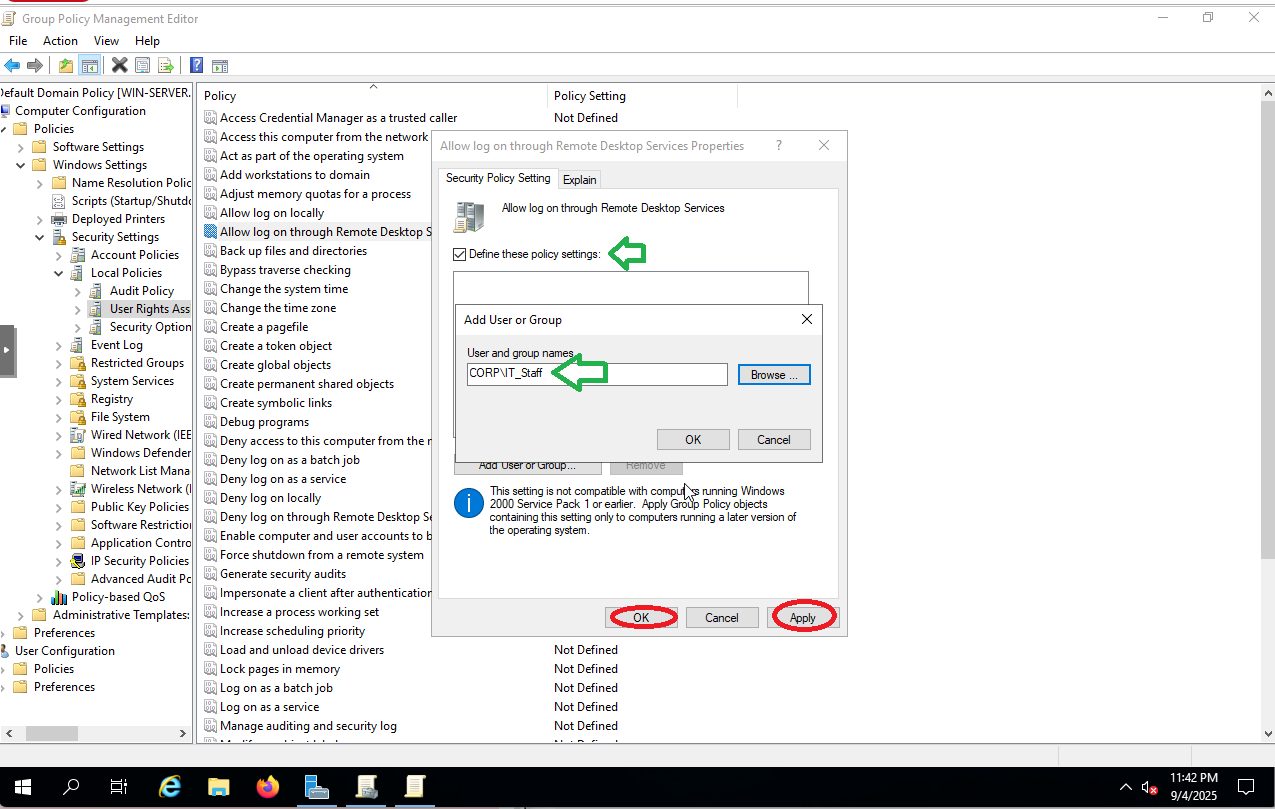 Group Policy Management Editor
File Action View Help
Default Domain Policy [WIN-SERVER.
Computer Configuration
Policies
Software Settings
Windows Settings
Name Resolution Polic
Scripts (Startup/Shutdo
Deployed Printers
Security Settings
Account Policies
Local Policies
Audit Policy
User Rights Ass
Security Option
Event Log
Restricted Groups
System Services
Registry
File System
Wired Network (IEE
Windows Defender
Network List Mana
Wireless Network (I
Public Key Policies
Software Restriction
Application Contro
IP Security Policies
Advanced Audit Po
Policy-based QoS
Administrative Templates:
Preferences
User Configuration
Policies
Preferences
Policy Policy Setting
Access Credential Manager as a trusted caller Not Defined
Access this computer from the network
Act as part of the operating system
Add workstations to domain
Adjust memory quotas for a process
Allow log on locally
Allow log on through Remote Desktop S
Back up files and directories
Bypass traverse checking
Change the system time
Change the time zone
Create a pagefile
Create a token object
Create global objects
Create permanent shared objects
Create symbolic links
Debug programs
Deny access to this computer from the n
Deny log on as a batch job
Deny log on as a service
Deny log on locally
Deny log on through Remote Desktop Se
Enable computer and user accounts to b
Force shutdown from a remote system
Generate security audits
Impersonate a client after authentication
Increase a process working set
Increase scheduling priority
Load and unload device drivers Not Defined
Lock pages in memory Not Defined
Log on as a batch job Not Defined
Log on as a service Not Defined
Manage auditing and security log Not Defined
Allow log on through Remote Desktop Services Properties ?
Security Policy Setting Explain
Allow log on through Remote Desktop Services
Define these policy settings:
Add User or Group
User and group names
CORP\IT_Staff Browse ...
OK Cancel
Add User or Group... Remove
This setting is not compatible with computers running Windows
2000 Service Pack 1 or earlier. Apply Group Policy objects
containing this setting only to computers running a later version of
the operating system.
OK Cancel Apply
11:42 PM
9/4/2025